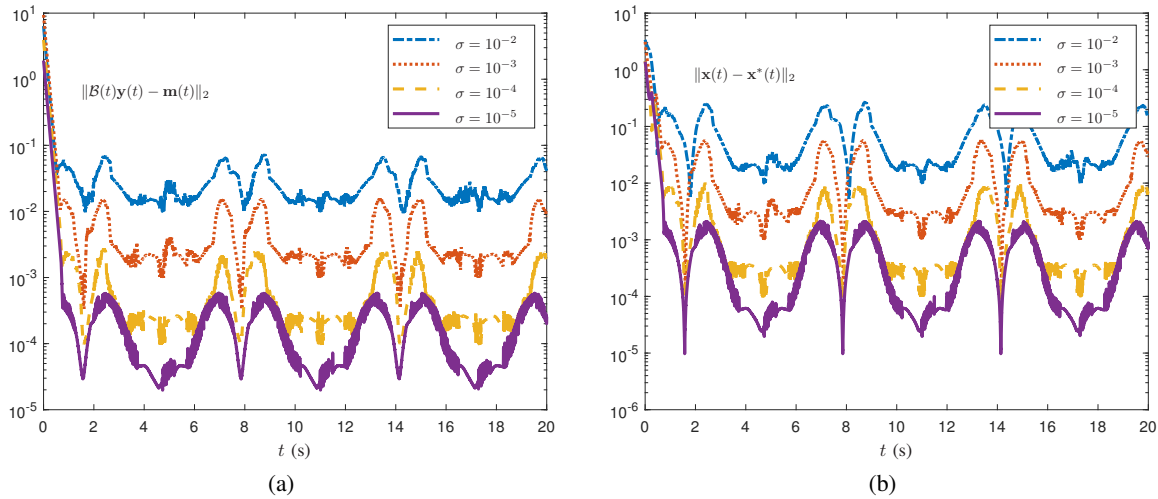 10^1
10^0
10^-1
10^-2
10^-3
10^-4
10^-5
0 2 4 6 8 10 12 14 16 18 20
t (s)
‖ℬ(t)y(t) − m(t)‖₂
σ = 10^-2
σ = 10^-3
σ = 10^-4
σ = 10^-5
(a)
10^1
10^0
10^-1
10^-2
10^-3
10^-4
10^-5
10^-6
0 2 4 6 8 10 12 14 16 18 20
t (s)
‖x(t) − x*(t)‖₂
σ = 10^-2
σ = 10^-3
σ = 10^-4
σ = 10^-5
(b)